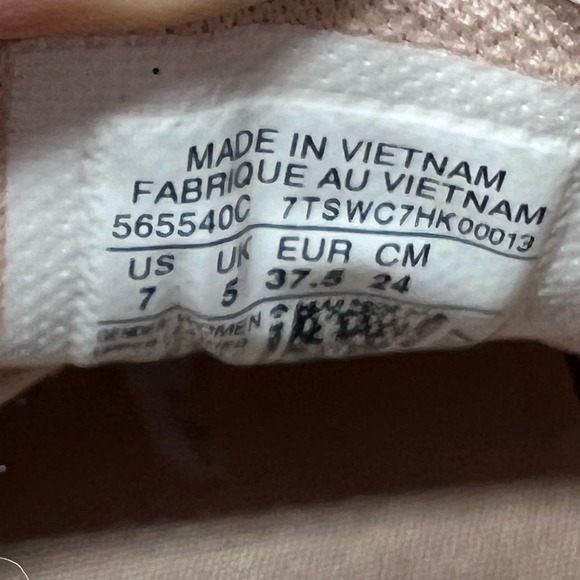 MADE IN VIETNAM
FABRIQUE AU VIETNAM
565540C 7TSWC7HK00013
US UK EUR CM
7 5 37.5 24